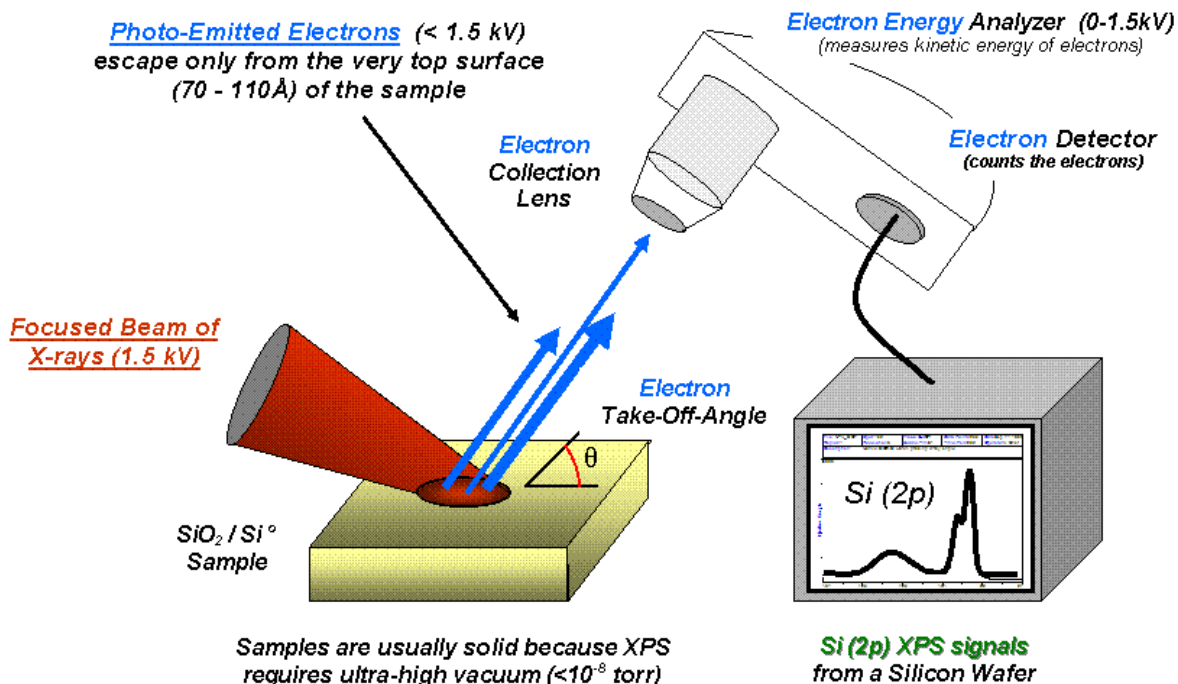 Photo-Emitted Electrons (< 1.5 kV)
escape only from the very top surface
(70 - 110Å) of the sample
Electron Energy Analyzer (0-1.5kV)
(measures kinetic energy of electrons)
Electron Detector
(counts the electrons)
Electron
Collection
Lens
Focused Beam of
X-rays (1.5 kV)
Electron
Take-Off-Angle
θ
Si (2p)
SiO₂ / Si°
Sample
Samples are usually solid because XPS
requires ultra-high vacuum (<10⁻⁸ torr)
Si (2p) XPS signals
from a Silicon Wafer